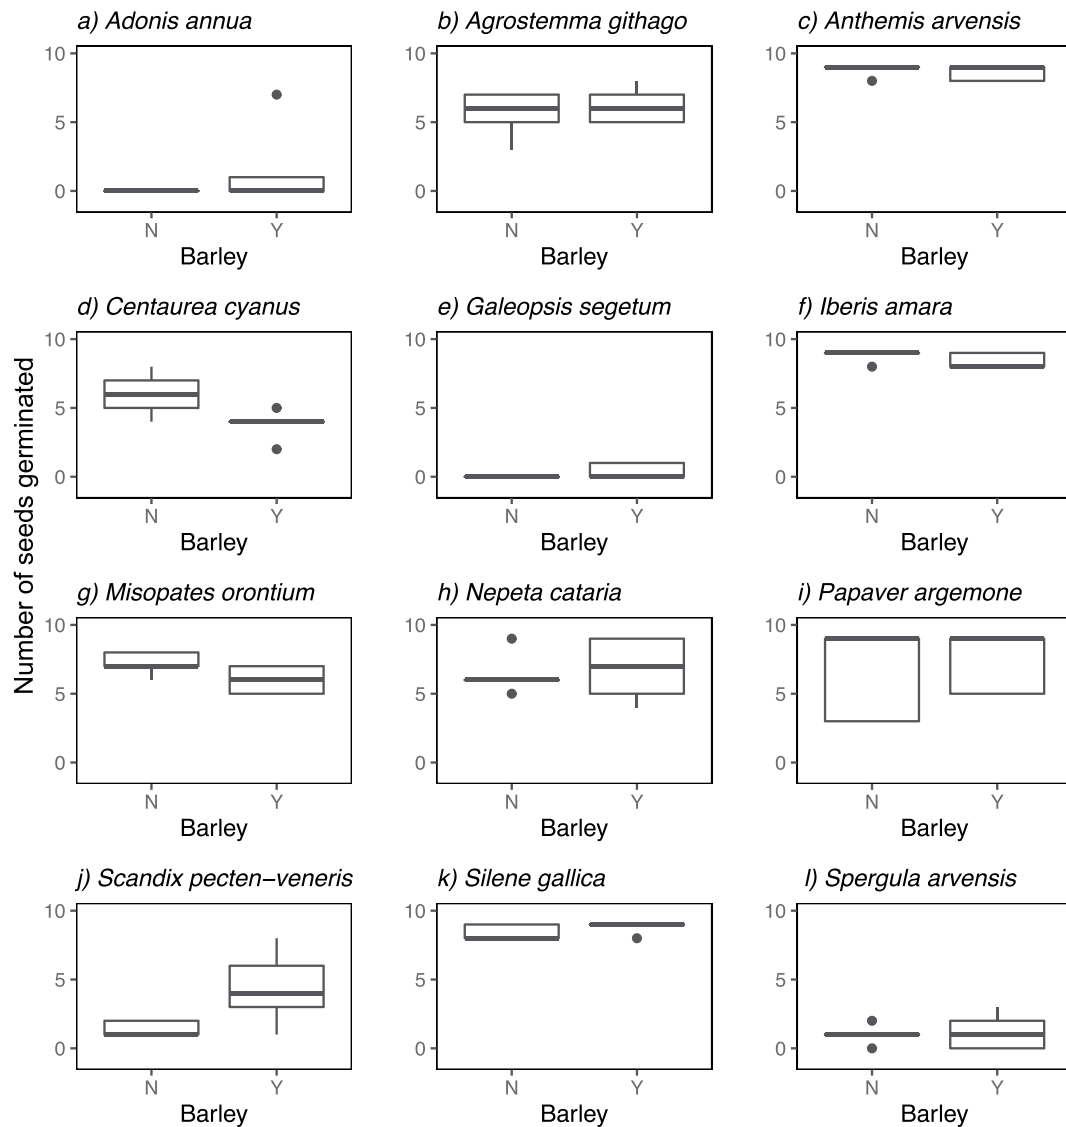 a) Adonis annua
b) Agrostemma githago
c) Anthemis arvensis
10
5
0
N Y
Barley
10
5
0
N Y
Barley
10
5
0
N Y
Barley
Number of seeds germinated
d) Centaurea cyanus
e) Galeopsis segetum
f) Iberis amara
10
5
0
N Y
Barley
10
5
0
N Y
Barley
10
5
0
N Y
Barley
g) Misopates orontium
h) Nepeta cataria
i) Papaver argemone
10
5
0
N Y
Barley
10
5
0
N Y
Barley
10
5
0
N Y
Barley
j) Scandix pecten−veneris
k) Silene gallica
l) Spergula arvensis
10
5
0
N Y
Barley
10
5
0
N Y
Barley
10
5
0
N Y
Barley